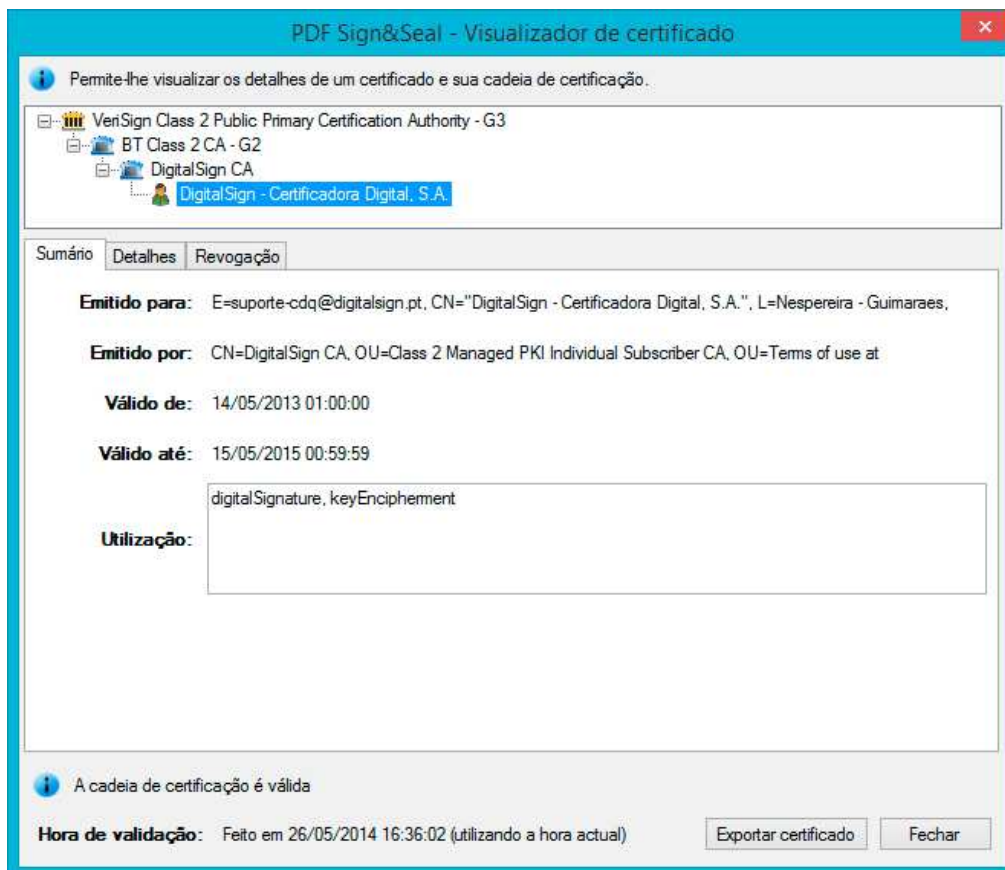 PDF Sign&Seal - Visualizador de certificado
Permite-lhe visualizar os detalhes de um certificado e sua cadeia de certificação.
VeriSign Class 2 Public Primary Certification Authority - G3
BT Class 2 CA - G2
DigitalSign CA
DigitalSign - Certificadora Digital, S.A.
Sumário Detalhes Revogação
Emitido para: E=suporte-cdq@digitalsign.pt, CN="DigitalSign - Certificadora Digital, S.A.", L=Nespereira - Guimaraes,
Emitido por: CN=DigitalSign CA, OU=Class 2 Managed PKI Individual Subscriber CA, OU=Terms of use at
Válido de: 14/05/2013 01:00:00
Válido até: 15/05/2015 00:59:59
digitalSignature, keyEncipherment
Utilização:
A cadeia de certificação é válida
Hora de validação: Feito em 26/05/2014 16:36:02 (utilizando a hora actual) Exportar certificado Fechar